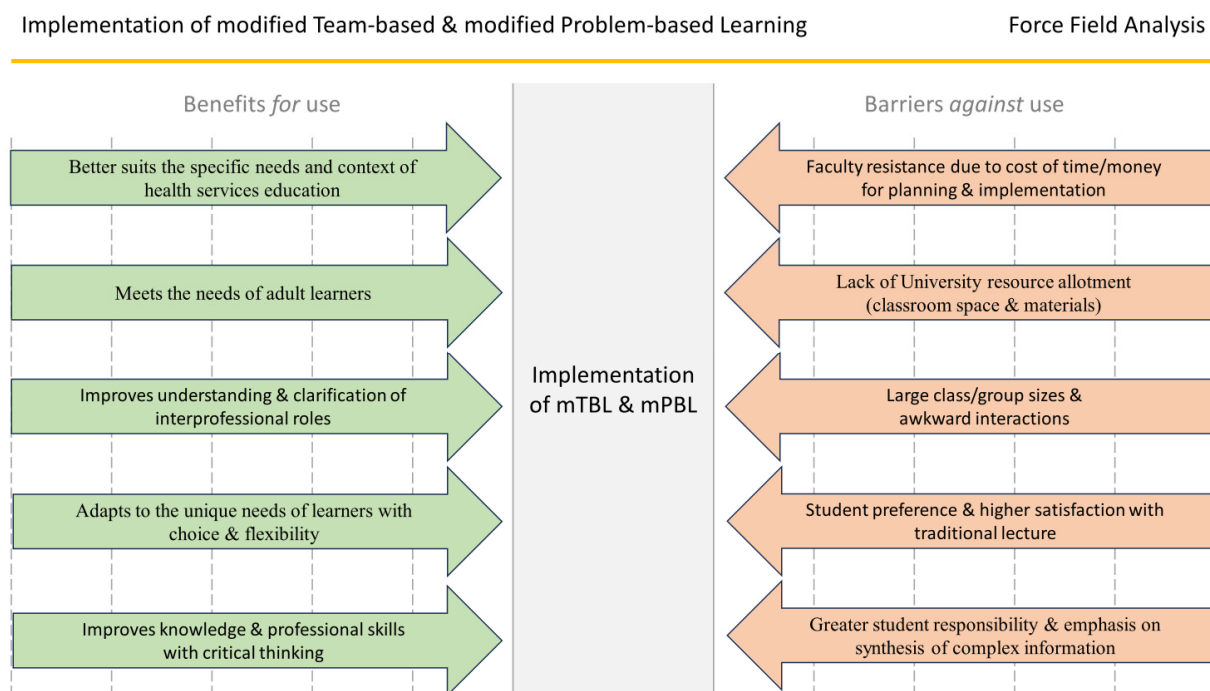 Implementation of modified Team-based & modified Problem-based Learning
Force Field Analysis
Benefits for use
Barriers against use
Better suits the specific needs and context of
health services education
Faculty resistance due to cost of time/money
for planning & implementation
Meets the needs of adult learners
Lack of University resource allotment
(classroom space & materials)
Implementation
of mTBL & mPBL
Improves understanding & clarification of
interprofessional roles
Large class/group sizes &
awkward interactions
Adapts to the unique needs of learners with
choice & flexibility
Student preference & higher satisfaction with
traditional lecture
Improves knowledge & professional skills
with critical thinking
Greater student responsibility & emphasis on
synthesis of complex information